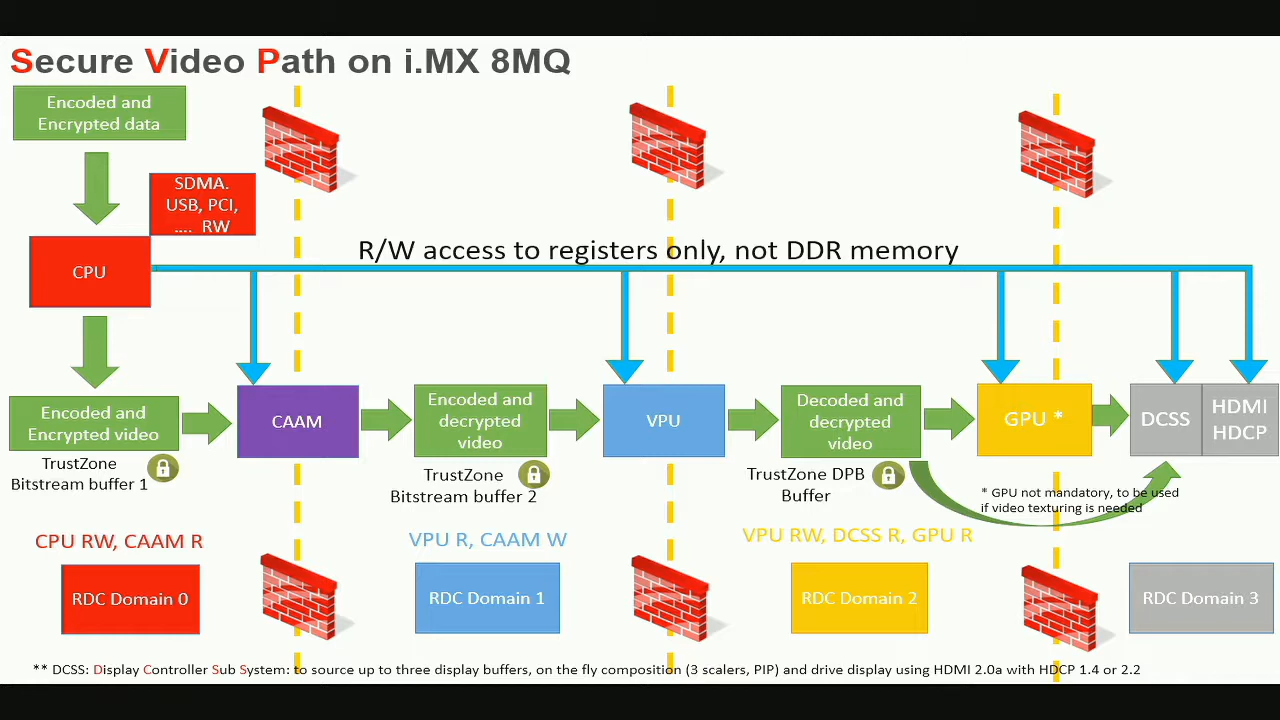 Secure Video Path on i.MX 8MQ
Encoded and
Encrypted data
SDMA.
USB, PCI,
.... RW
CPU
R/W access to registers only, not DDR memory
Encoded and
Encrypted video
CAAM
Encoded and
decrypted
video
VPU
Decoded and
decrypted
video
GPU *
DCSS
HDMI
HDCP
TrustZone
Bitstream buffer 1
TrustZone
Bitstream buffer 2
TrustZone DPB
Buffer
* GPU not mandatory, to be used
if video texturing is needed
CPU RW, CAAM R
VPU R, CAAM W
VPU RW, DCSS R, GPU R
RDC Domain 0
RDC Domain 1
RDC Domain 2
RDC Domain 3
** DCSS: Display Controller Sub System: to source up to three display buffers, on the fly composition (3 scalers, PIP) and drive display using HDMI 2.0a with HDCP 1.4 or 2.2